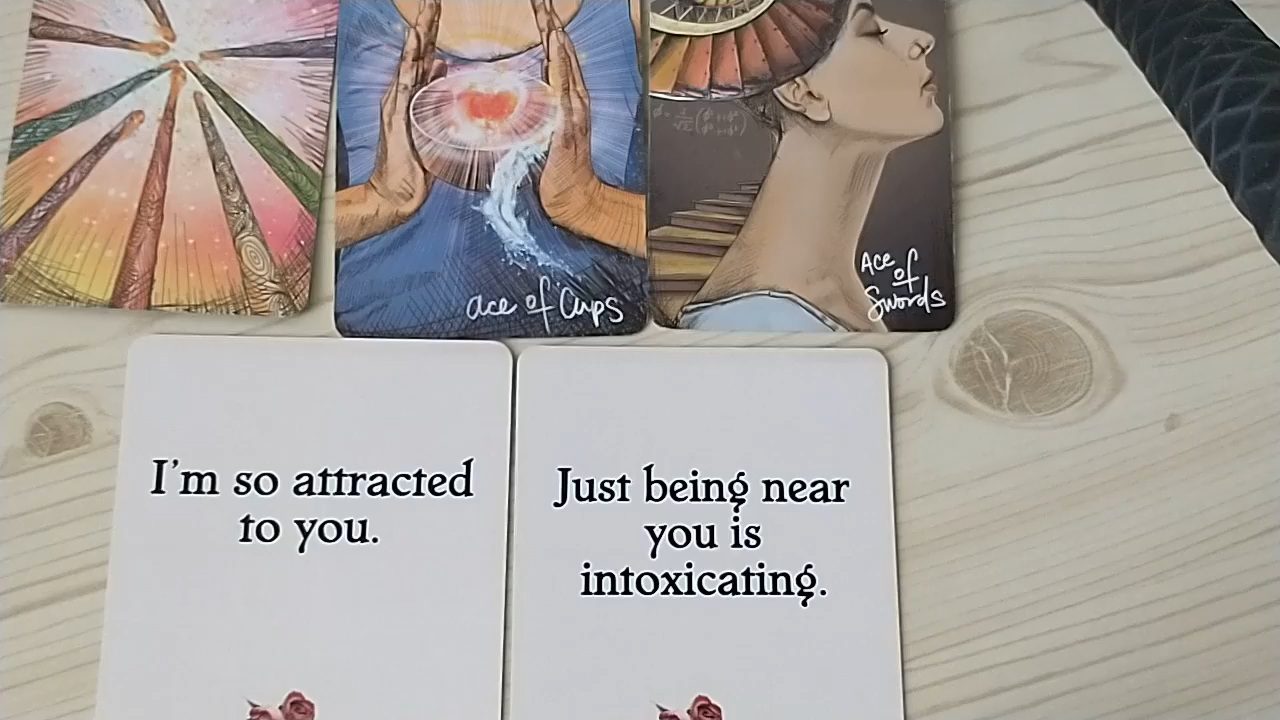 ace of Cups
Ace
of
Swords
I'm so attracted
to you.
Just being near
you is
intoxicating.